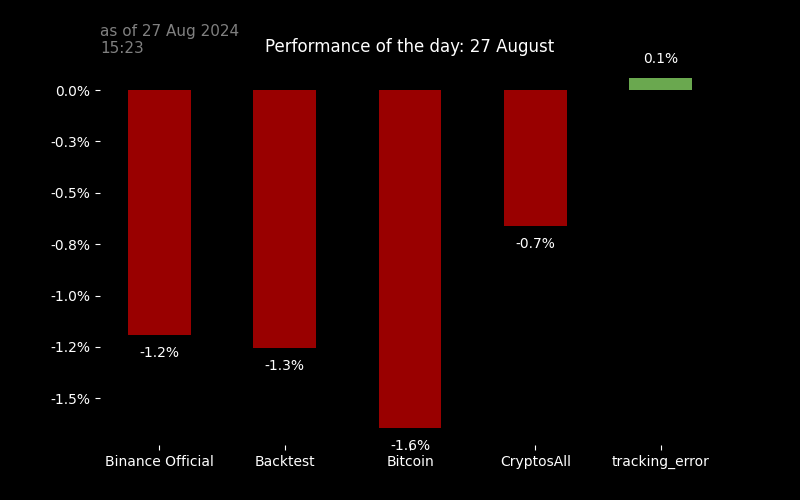 as of 27 Aug 2024
15:23
Performance of the day: 27 August
0.1%
0.0%
-0.3%
-0.5%
-0.8%
-0.7%
-1.0%
-1.2%
-1.2%
-1.3%
-1.5%
-1.6%
Binance Official
Backtest
Bitcoin
CryptosAll
tracking_error